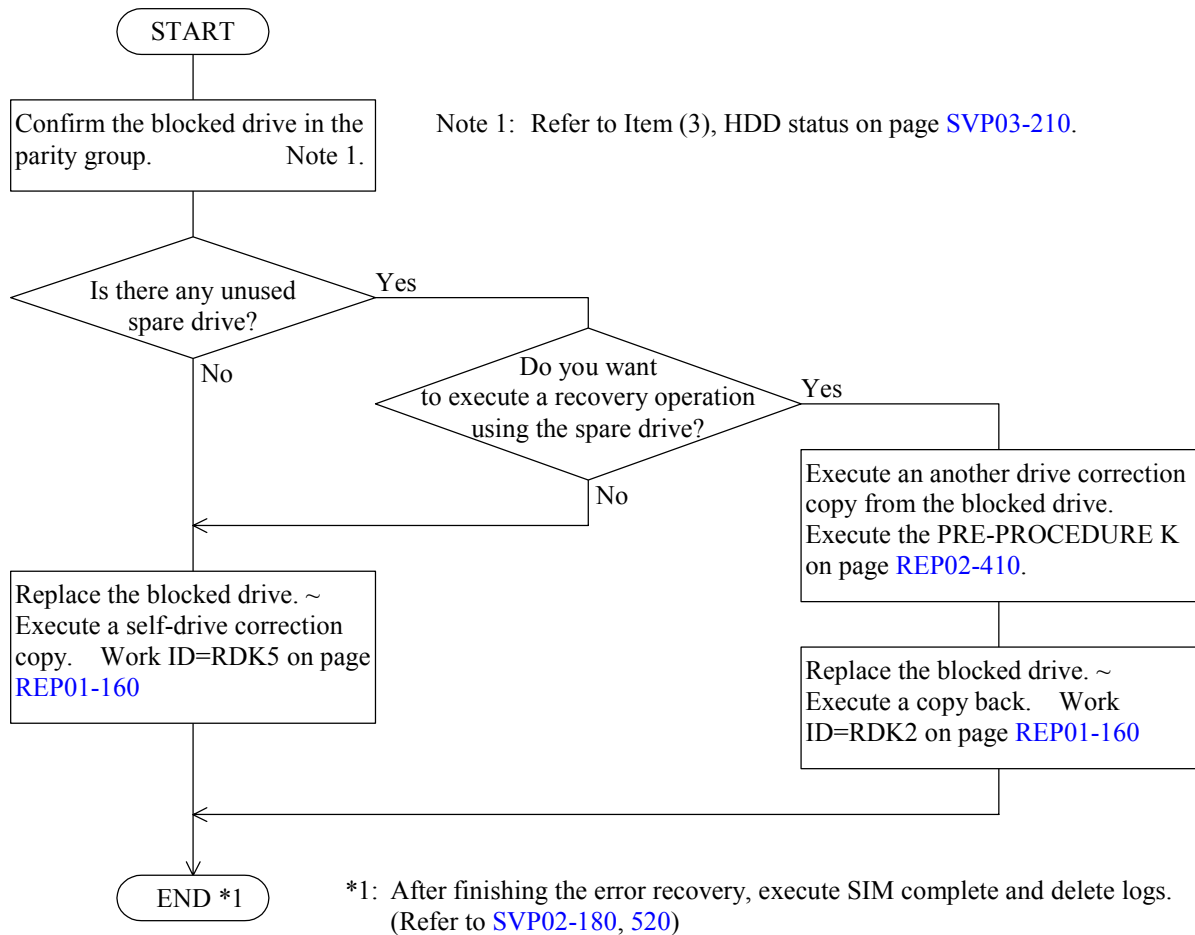 START
Confirm the blocked drive in the
parity group. Note 1.
Note 1: Refer to Item (3), HDD status on page SVP03-210.
Is there any unused
spare drive?
Yes
No
Do you want
to execute a recovery operation
using the spare drive?
Yes
No
Execute an another drive correction
copy from the blocked drive.
Execute the PRE-PROCEDURE K
on page REP02-410.
Replace the blocked drive. ~
Execute a self-drive correction
copy. Work ID=RDK5 on page
REP01-160
Replace the blocked drive. ~
Execute a copy back. Work
ID=RDK2 on page REP01-160
END *1
*1: After finishing the error recovery, execute SIM complete and delete logs.
(Refer to SVP02-180, 520)